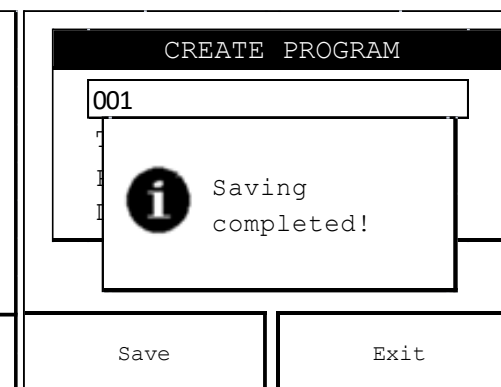 CREATE PROGRAM
001
Saving
completed!
Save
Exit